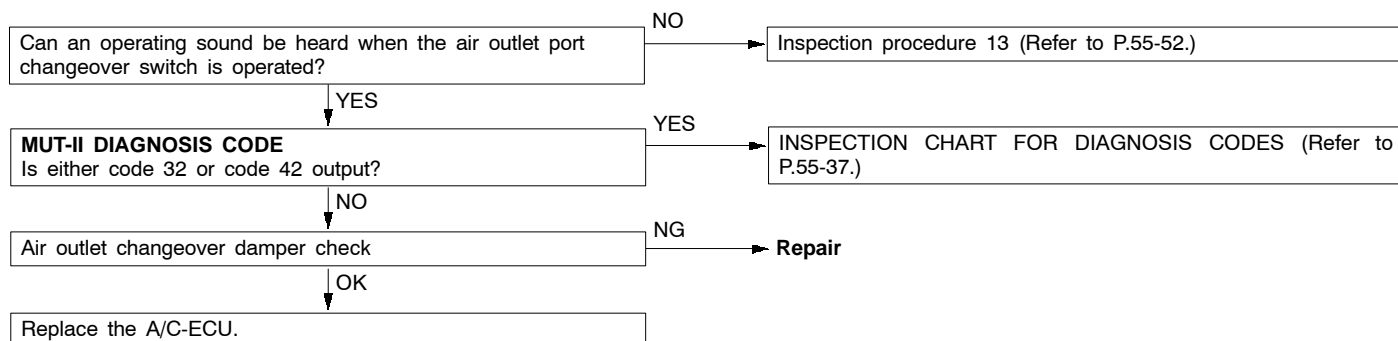 Can an operating sound be heard when the air outlet port
changeover switch is operated?
NO
Inspection procedure 13 (Refer to P.55-52.)
YES
MUT-II DIAGNOSIS CODE
Is either code 32 or code 42 output?
YES
INSPECTION CHART FOR DIAGNOSIS CODES (Refer to
P.55-37.)
NO
Air outlet changeover damper check
NG
Repair
OK
Replace the A/C-ECU.